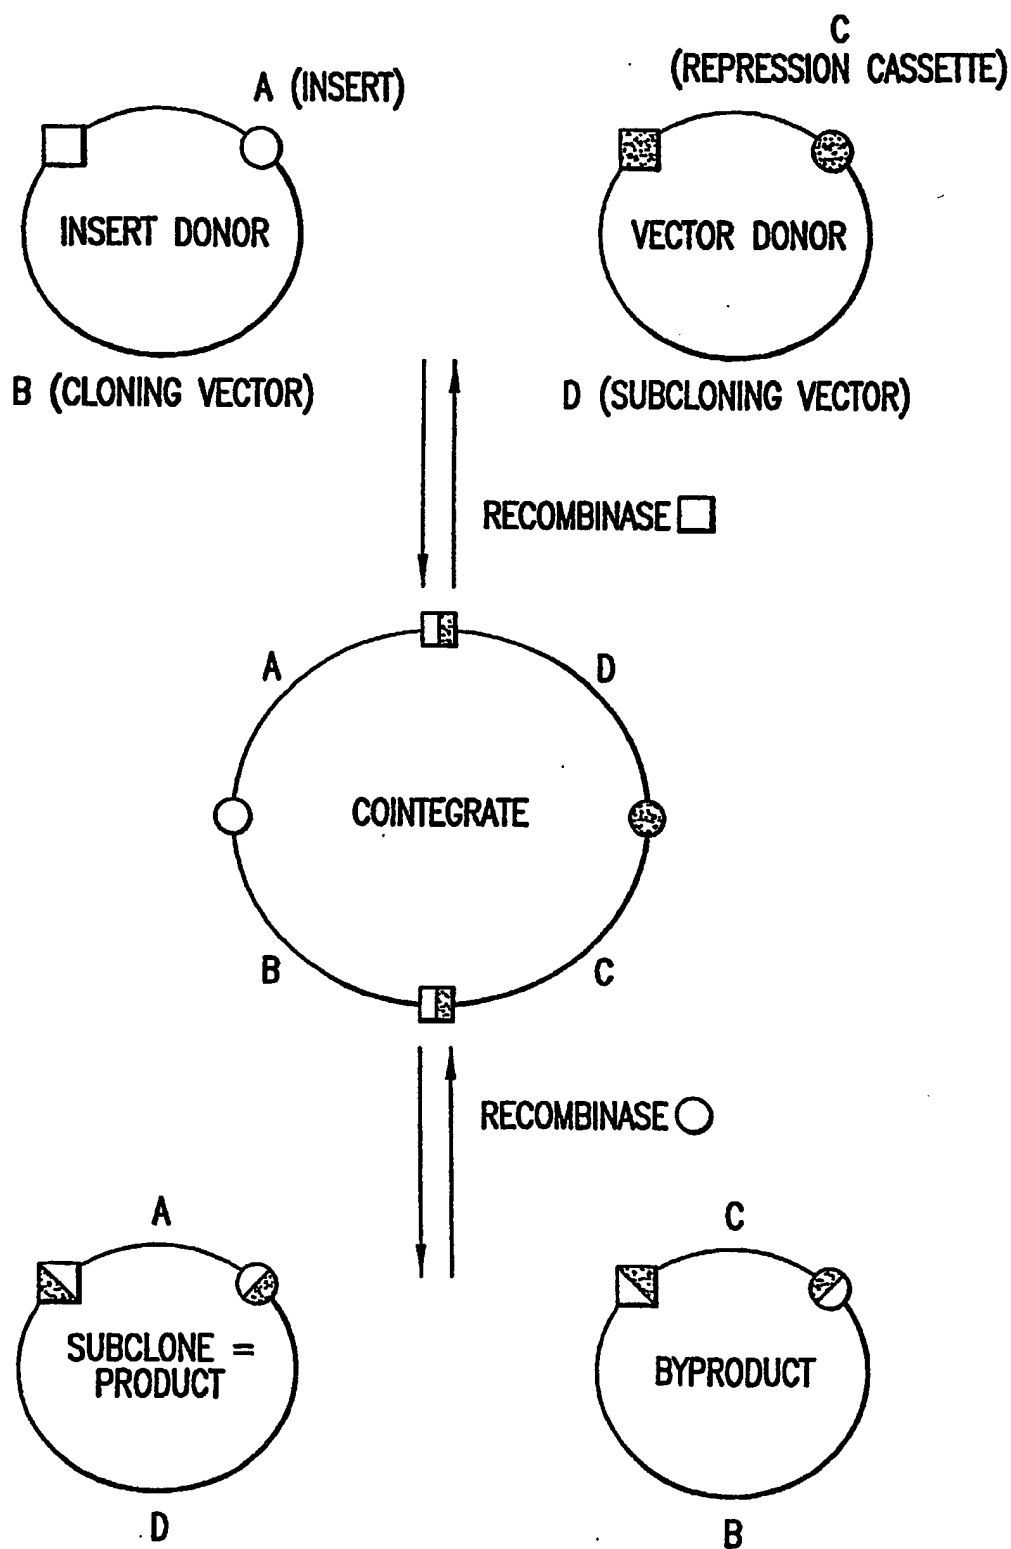 C
(REPRESSION CASSETTE)
A (INSERT)
INSERT DONOR
VECTOR DONOR
B (CLONING VECTOR)
D (SUBCLONING VECTOR)
RECOMBINASE
A
D
COINTEGRATE
B
C
RECOMBINASE
A
C
SUBCLONE =
PRODUCT
BYPRODUCT
D
B